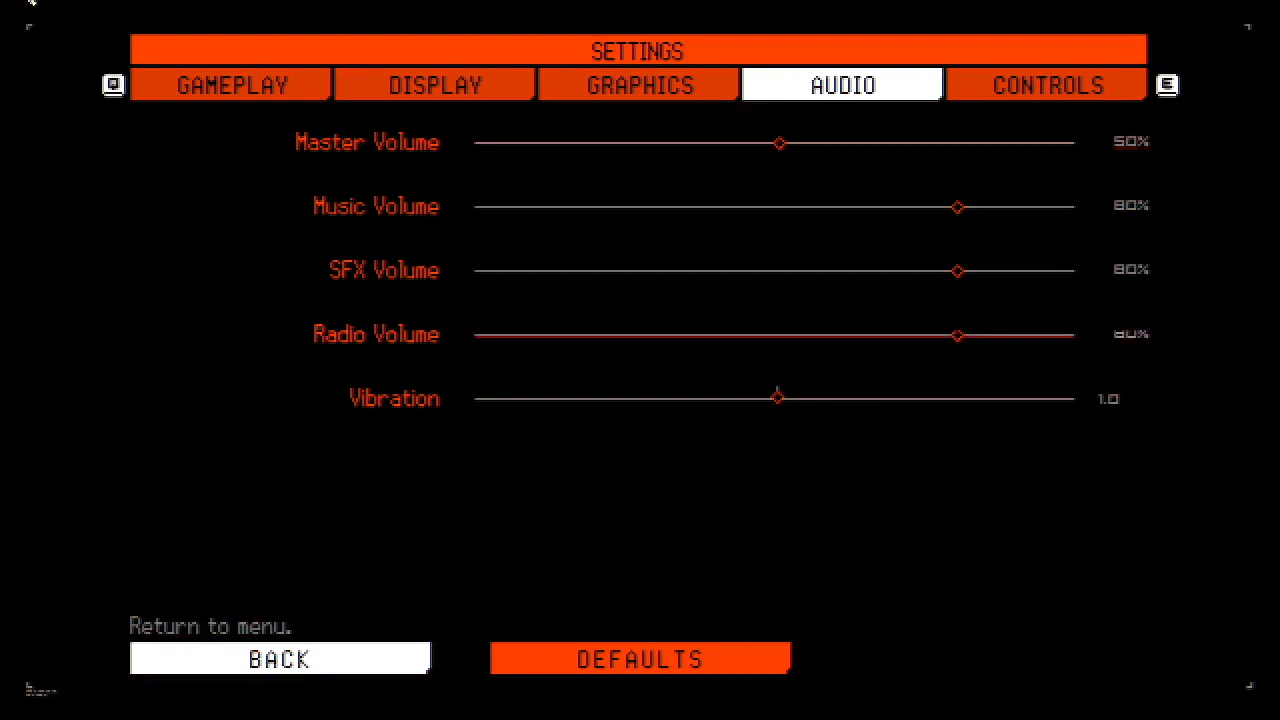 SETTINGS
Q GAMEPLAY DISPLAY GRAPHICS AUDIO CONTROLS E
Master Volume 50%
Music Volume 80%
SFX Volume 80%
Radio Volume 80%
Vibration 1.0
Return to menu.
BACK DEFAULTS